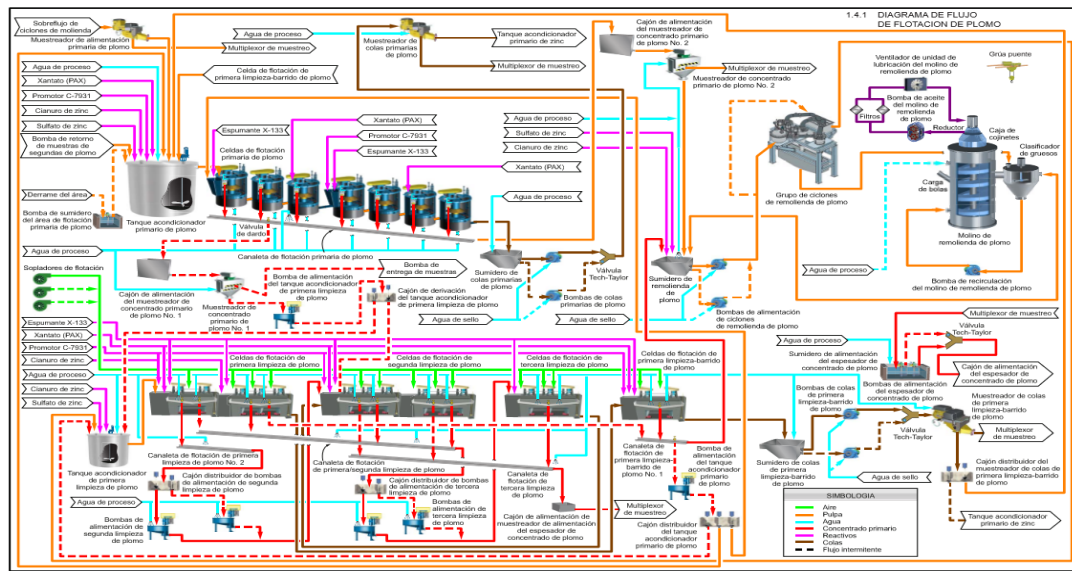 1.4.1 DIAGRAMA DE FLUJO
DE FLOTACIÓN DE PLOMO
Sobreflujo de
ciclones de molienda
Muestreador de alimentación
primaria de plomo
Multiplexor de muestreo
Agua de proceso
Xantato (PAX)
Promotor C-7931
Cianuro de zinc
Sulfato de zinc
Bomba de retorno
de muestras de
segundas de plomo
Celda de flotación de
primera limpieza-barrido de plomo
Derrame del área
Bomba de sumidero
del área de flotación
primaria de plomo
Tanque acondicionador
primario de plomo
Agua de proceso
Muestreador de
colas primarias
de plomo
Tanque acondicionador
primario de zinc
Multiplexor de muestreo
Espumante X-133
Celdas de flotación
primaria de plomo
Xantato (PAX)
Promotor C-7931
Espumante X-133
Xantato (PAX)
Válvula
de dardo
Canaleta de flotación primaria de plomo
Agua de proceso
Sumidero de
colas primarias
de plomo
Válvula
Tech-Taylor
Bombas de colas
primarias de plomo
Agua de sello
Cajón de alimentación
del muestreador de
concentrado primario
de plomo No. 2
Multiplexor de muestreo
Muestreador de concentrado
primario de plomo No. 2
Agua de proceso
Sulfato de zinc
Cianuro de zinc
Sumidero de
remolienda
de plomo
Agua de sello
Bombas de alimentación
de ciclones
de remolienda de plomo
Grupo de ciclones
de remolienda de plomo
Grúa puente
Ventilador de unidad de
lubricación del molino de
remolienda de plomo
Bomba de aceite
del molino de
remolienda
de plomo
Filtros
Reductor
Caja de
cojinetes
Clasificador
de gruesos
Carga
de bolas
Molino de
remolienda de plomo
Agua de proceso
Bomba de recirculación
del molino de remolienda de plomo
Agua de proceso
Sopladores de flotación
Cajón de alimentación
del muestreador de
concentrado primario
de plomo No. 1
Muestreador de
concentrado
primario de
plomo No. 1
Bomba de alimentación
del tanque acondicionador
de primera limpieza
de plomo
Bomba de
entrega de muestras
Cajón de derivación
del tanque acondicionador
de primera limpieza
de plomo
Espumante X-133
Xantato (PAX)
Promotor C-7931
Cianuro de zinc
Agua de proceso
Cianuro de zinc
Sulfato de zinc
Celdas de flotación de
primera limpieza
de plomo
Celdas de flotación de
segunda limpieza
de plomo
Celdas de flotación de
tercera limpieza
de plomo
Celdas de flotación de
primera limpieza-barrido
de plomo
Tanque acondicionador
de primera
limpieza de plomo
Canaleta de flotación de primera
limpieza de plomo No. 2
Canaleta de flotación
de primera/segunda limpieza de plomo
Canaleta de
flotación de tercera
limpieza de plomo
Canaleta de
flotación de
primera limpieza-
barrido de
plomo No. 1
Cajón distribuidor de bombas
de alimentación de segunda
limpieza de plomo
Cajón distribuidor de bombas
de alimentación de tercera
limpieza de plomo
Agua de proceso
Bombas de
alimentación de
segunda limpieza
de plomo
Bombas de
alimentación de
tercera limpieza
de plomo
Cajón de alimentación de
muestreador de alimentación
del espesador de
concentrado de plomo
Multiplexor
de muestreo
Bomba de
alimentación
del tanque
acondicionador
primario de
plomo
Cajón distribuidor
del tanque acondicionador
primario de plomo
Agua de proceso
Multiplexor de muestreo
Sumidero de alimentación
del espesador de
concentrado de plomo
Válvula
Tech-Taylor
Cajón de alimentación
del espesador de
concentrado de plomo
Bombas de alimentación
del espesador de
concentrado de plomo
Bombas de colas
de primera
limpieza-barrido
de plomo
Muestreador de colas
de primera
limpieza-barrido
de plomo
Válvula
Tech-Taylor
Multiplexor
de muestreo
Sumidero de colas
de primera
limpieza-barrido
de plomo
Agua de sello
Cajón distribuidor
del muestreador de
colas de primera
limpieza-barrido
de plomo
Tanque acondicionador
primario de zinc
SIMBOLOGIA
Aire
Pulpa
Agua
Concentrado primario
Reactivos
Colas
Flujo intermitente